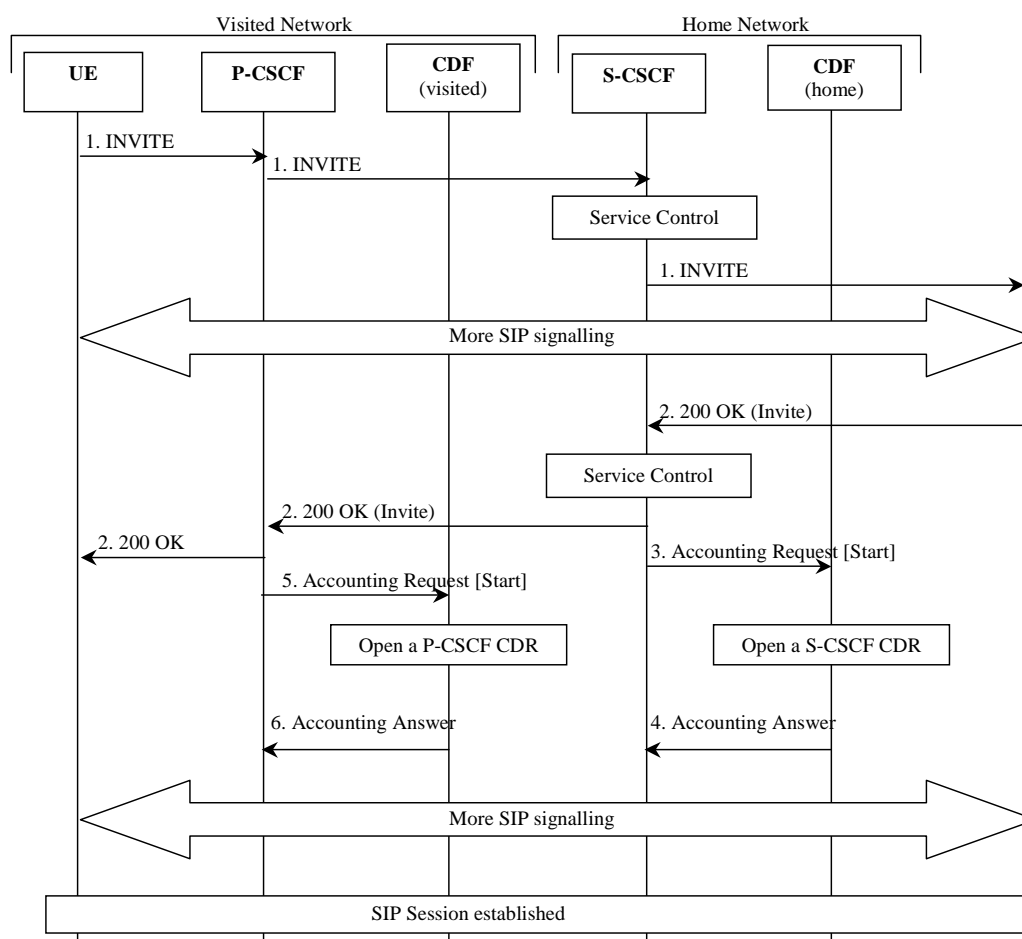 Visited Network
Home Network
UE
P-CSCF
CDF
(visited)
S-CSCF
CDF
(home)
1. INVITE
1. INVITE
Service Control
1. INVITE
More SIP signalling
2. 200 OK (Invite)
Service Control
2. 200 OK (Invite)
2. 200 OK
3. Accounting Request [Start]
5. Accounting Request [Start]
Open a P-CSCF CDR
Open a S-CSCF CDR
6. Accounting Answer
4. Accounting Answer
More SIP signalling
SIP Session established